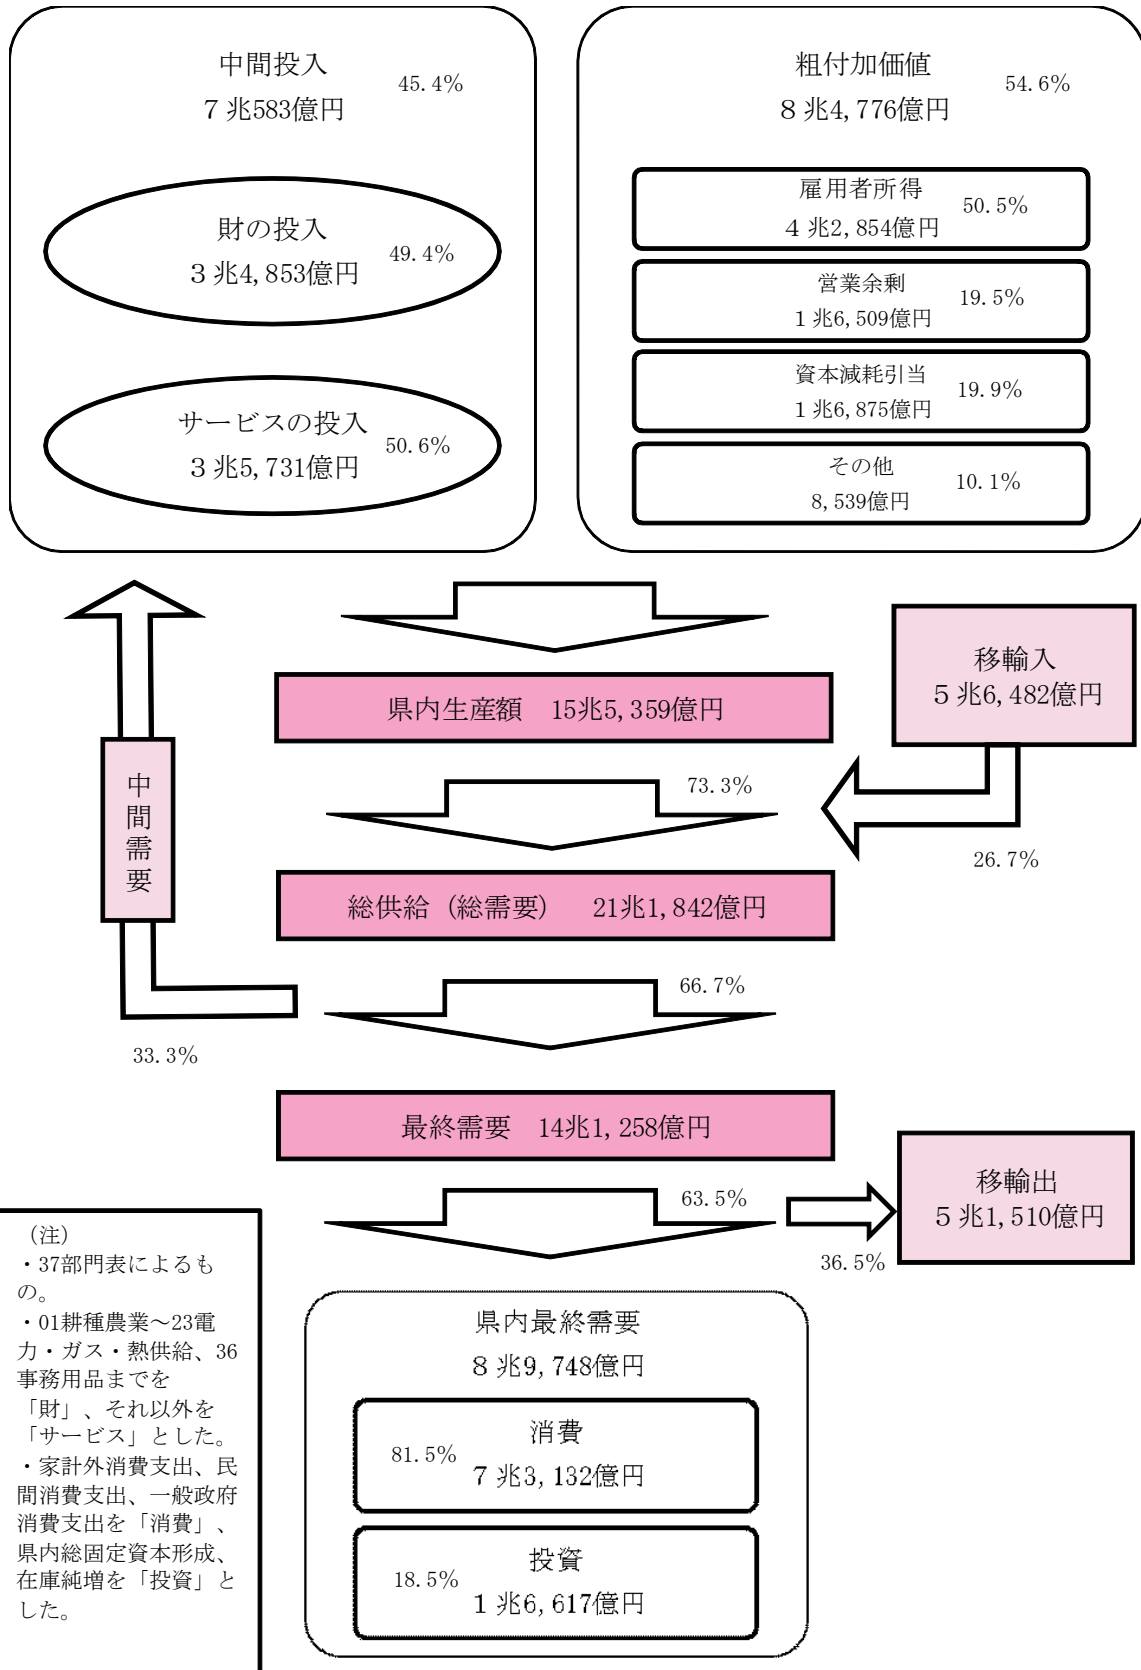 中間投入
45.4%
７兆583億円
財の投入
49.4%
３兆4,853億円
サービスの投入
50.6%
３兆5,731億円
粗付加価値
54.6%
８兆4,776億円
雇用者所得
50.5%
４兆2,854億円
営業余剰
19.5%
１兆6,509億円
資本減耗引当
19.9%
１兆6,875億円
その他
10.1%
8,539億円
移輸入
５兆6,482億円
県内生産額　15兆5,359億円
中間需要
73.3%
26.7%
総供給（総需要）　21兆1,842億円
66.7%
33.3%
最終需要　14兆1,258億円
63.5%
移輸出
５兆1,510億円
36.5%
（注）
・37部門表によるも
の。
・01耕種農業～23電
力・ガス・熱供給、36
事務用品までを
「財」、それ以外を
「サービス」とした。
・家計外消費支出、民
間消費支出、一般政府
消費支出を「消費」、
県内総固定資本形成、
在庫純増を「投資」と
した。
県内最終需要
８兆9,748億円
消費
81.5%
７兆3,132億円
投資
18.5%
１兆6,617億円